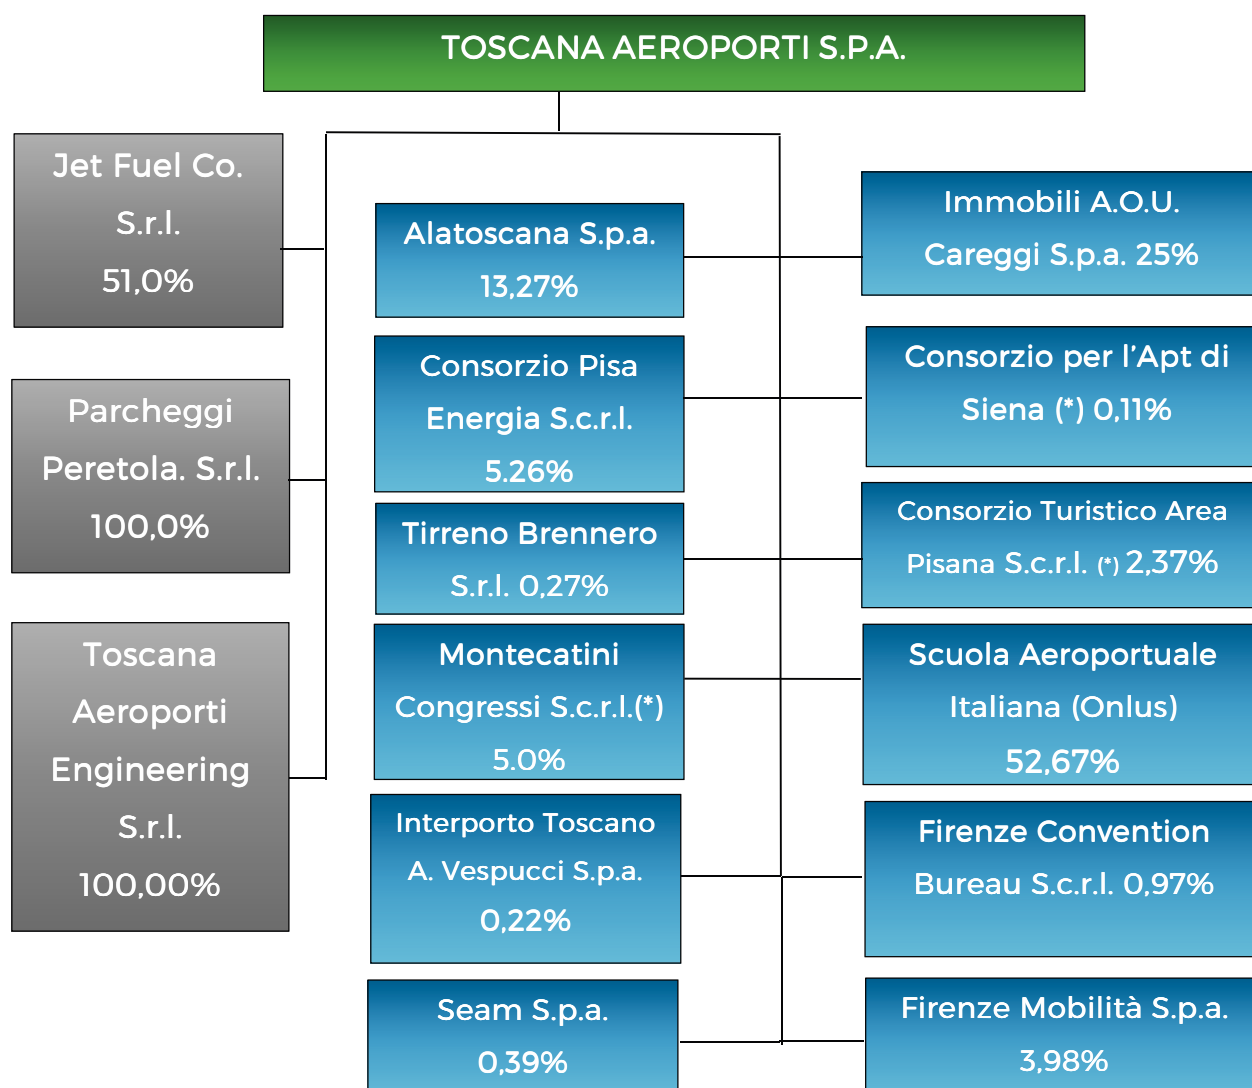 TOSCANA AEROPORTI S.P.A.
Jet Fuel Co.
S.r.l.
51,0%
Parcheggi
Peretola. S.r.l.
100,0%
Toscana
Aeroporti
Engineering
S.r.l.
100,00%
Alatoscana S.p.a.
13,27%
Consorzio Pisa
Energia S.c.r.l.
5.26%
Tirreno Brennero
S.r.l. 0,27%
Montecatini
Congressi S.c.r.l.(*)
5.0%
Interporto Toscano
A. Vespucci S.p.a.
0,22%
Seam S.p.a.
0,39%
Immobili A.O.U.
Careggi S.p.a. 25%
Consorzio per l’Apt di
Siena (*) 0,11%
Consorzio Turistico Area
Pisana S.c.r.l. (*) 2,37%
Scuola Aeroportuale
Italiana (Onlus)
52,67%
Firenze Convention
Bureau S.c.r.l. 0,97%
Firenze Mobilità S.p.a.
3,98%